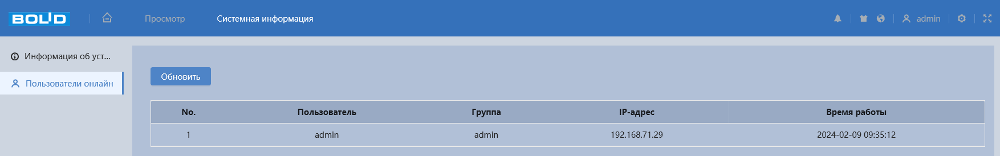 BOLID Просмотр Системная информация admin
Информация об уст...
Пользователи онлайн
Обновить
No. Пользователь Группа IP-адрес Время работы
1 admin admin 192.168.71.29 2024-02-09 09:35:12